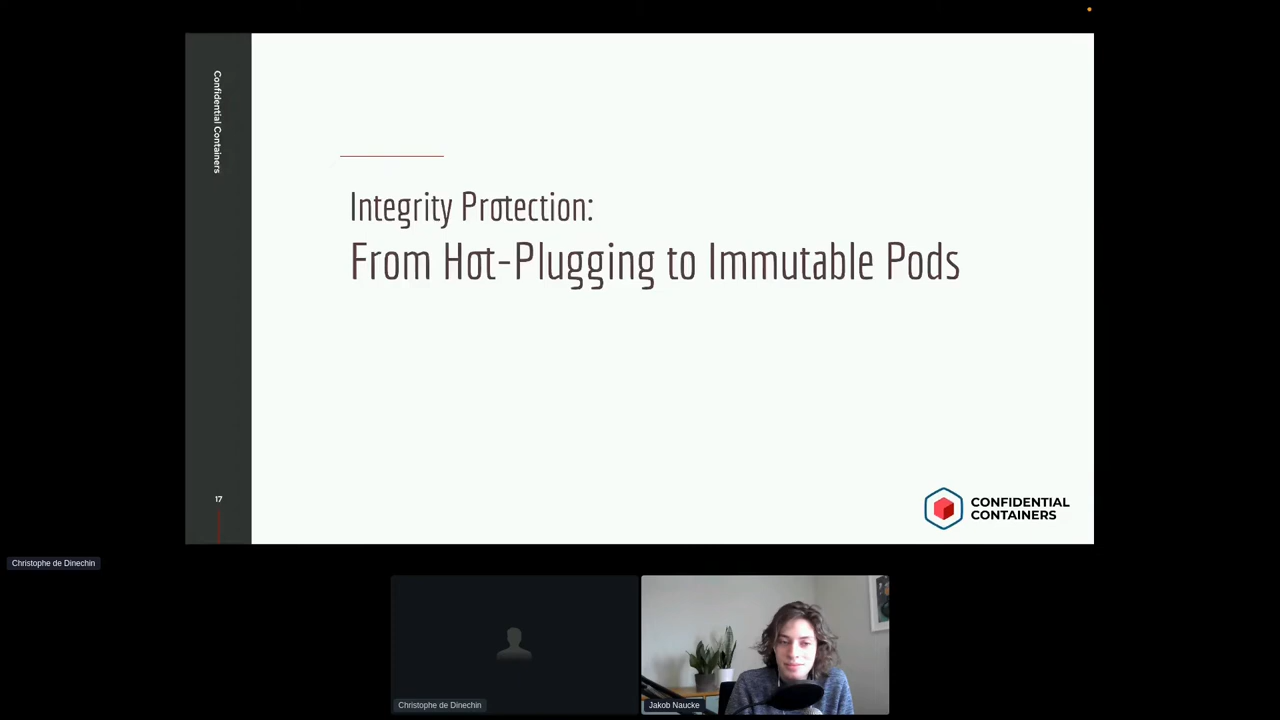 Confidential Containers
Integrity Protection:
From Hot-Plugging to Immutable Pods
17
CONFIDENTIAL
CONTAINERS
Christophe de Dinechin
Christophe de Dinechin
Jakob Naucke